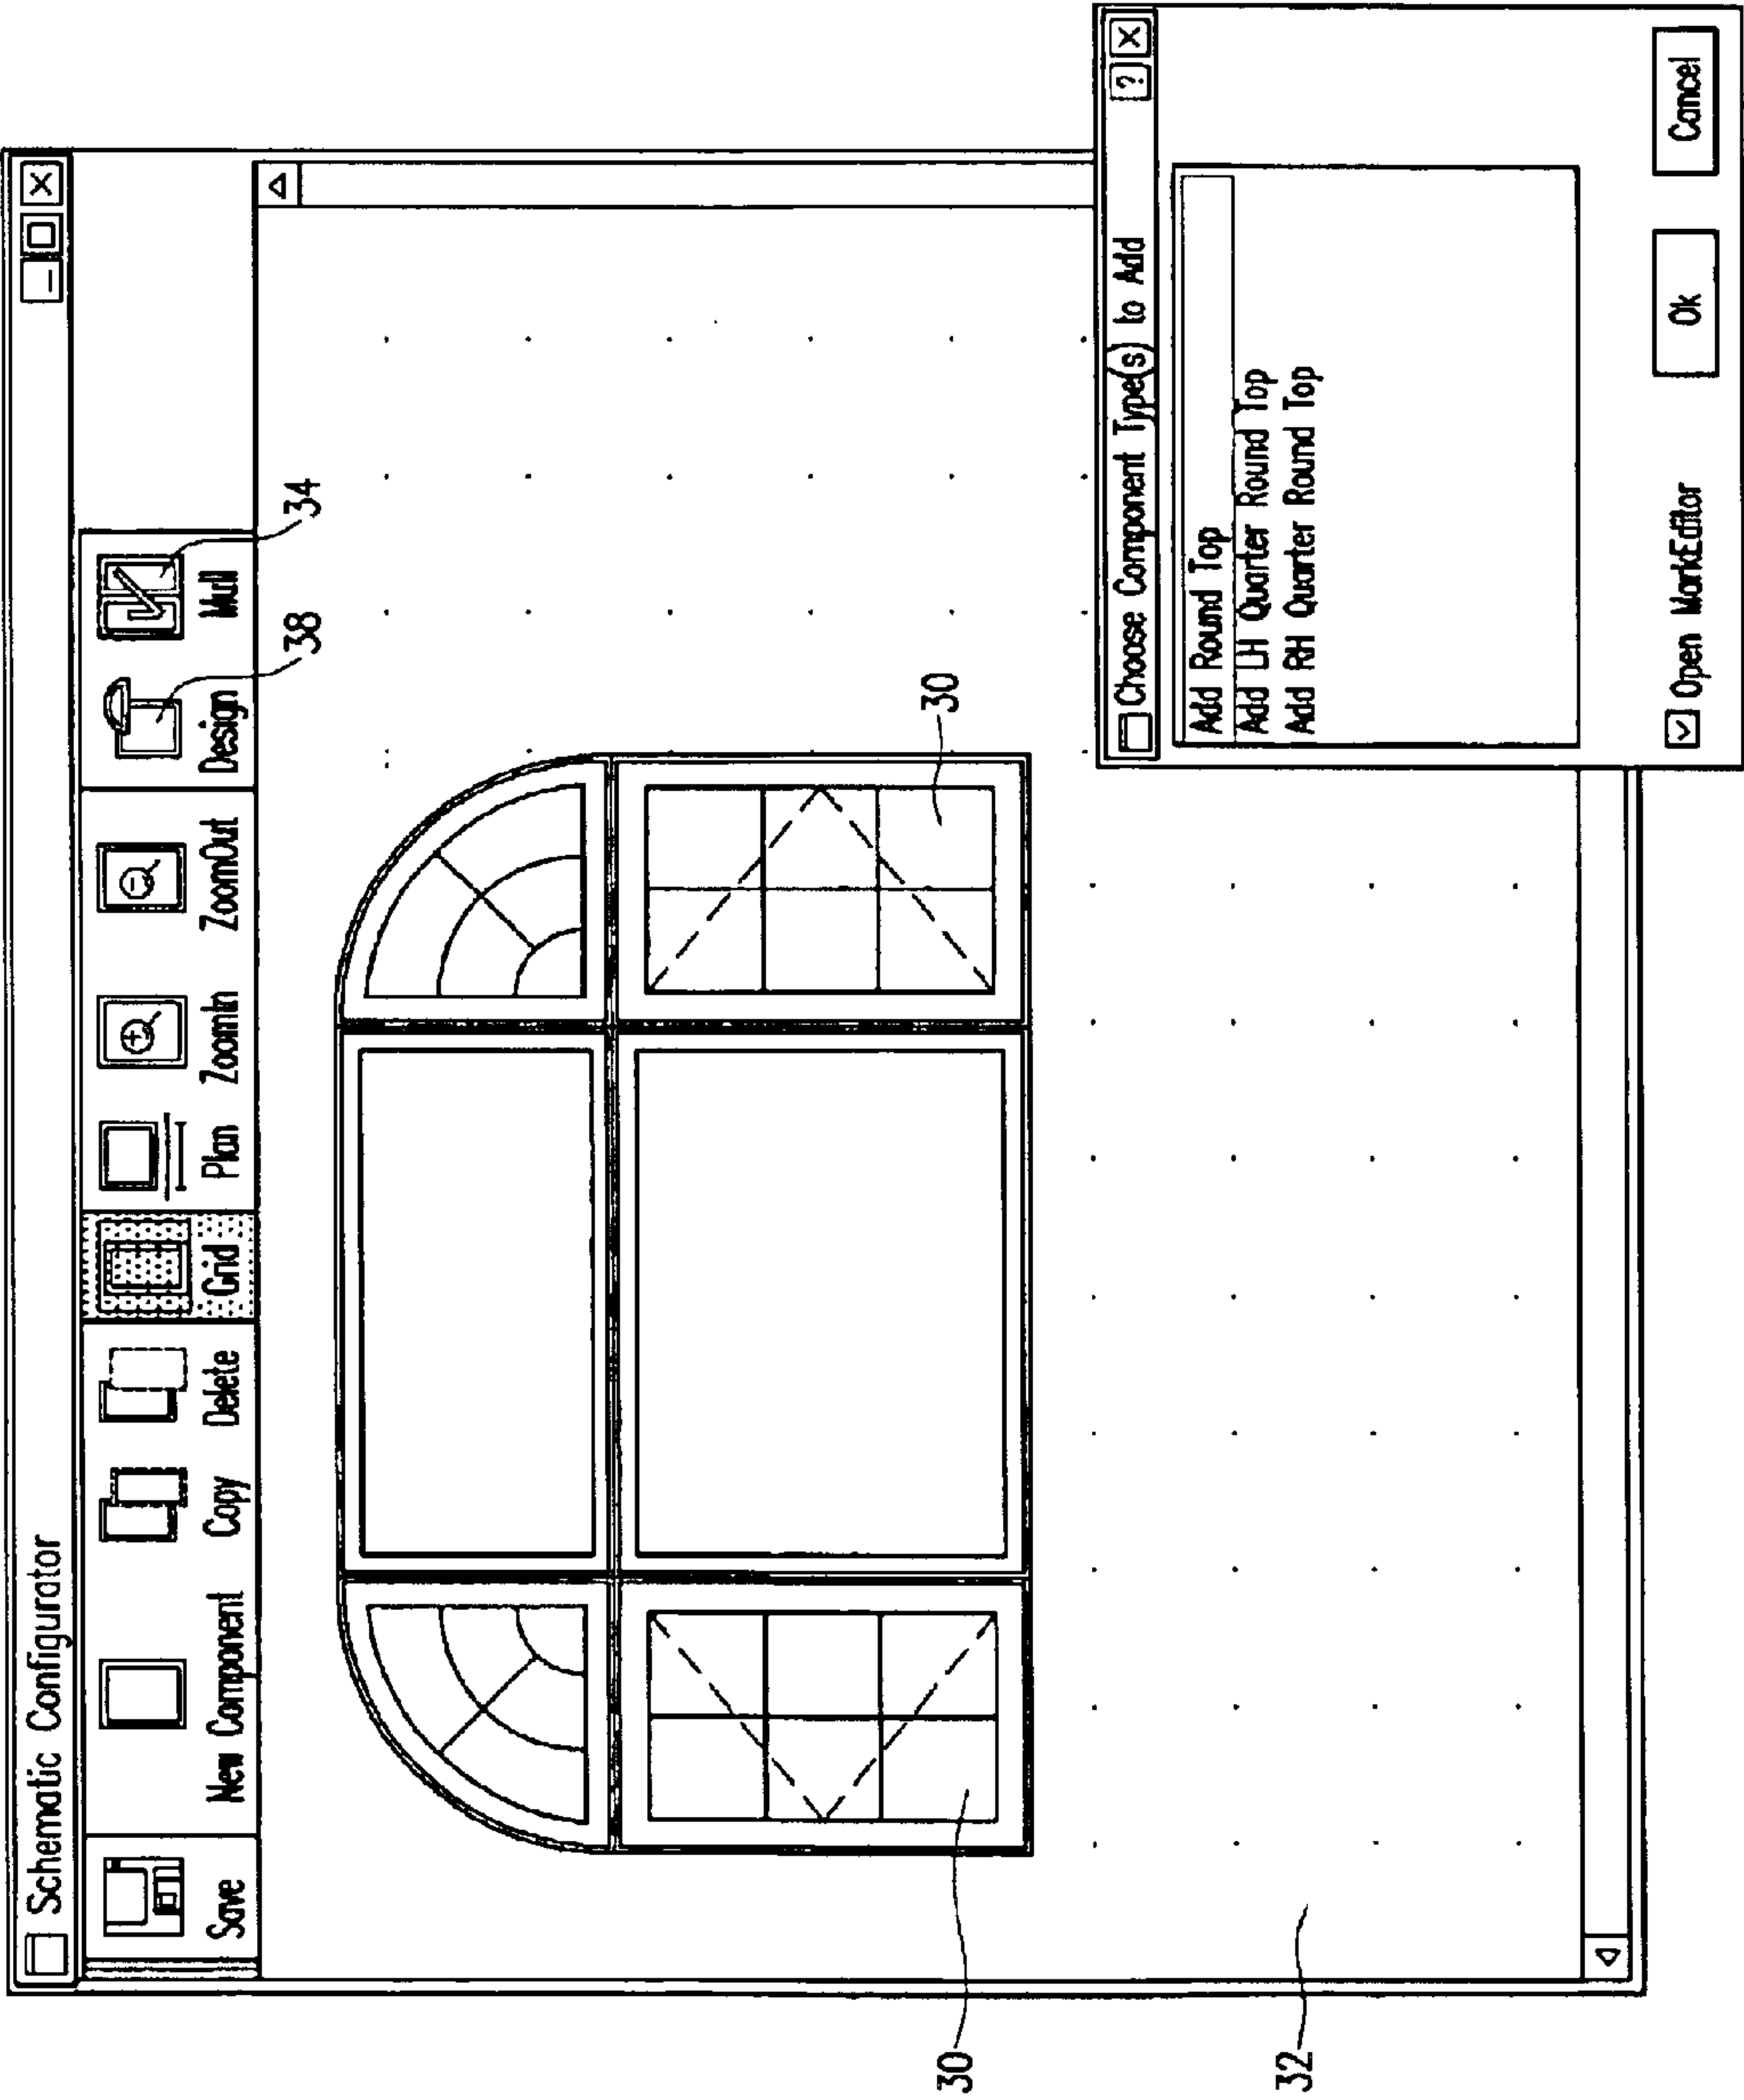 Schematic Configurator
Save
New Component
Copy
Delete
Grid
Plan
ZoomIn
ZoomOut
Design
Mull
38
34
30
30
32
Choose Component Type(s) to Add
?
Add Round Top
Add LH Quarter Round Top
Add RH Quarter Round Top
Open WorkEditor
Ok
Cancel